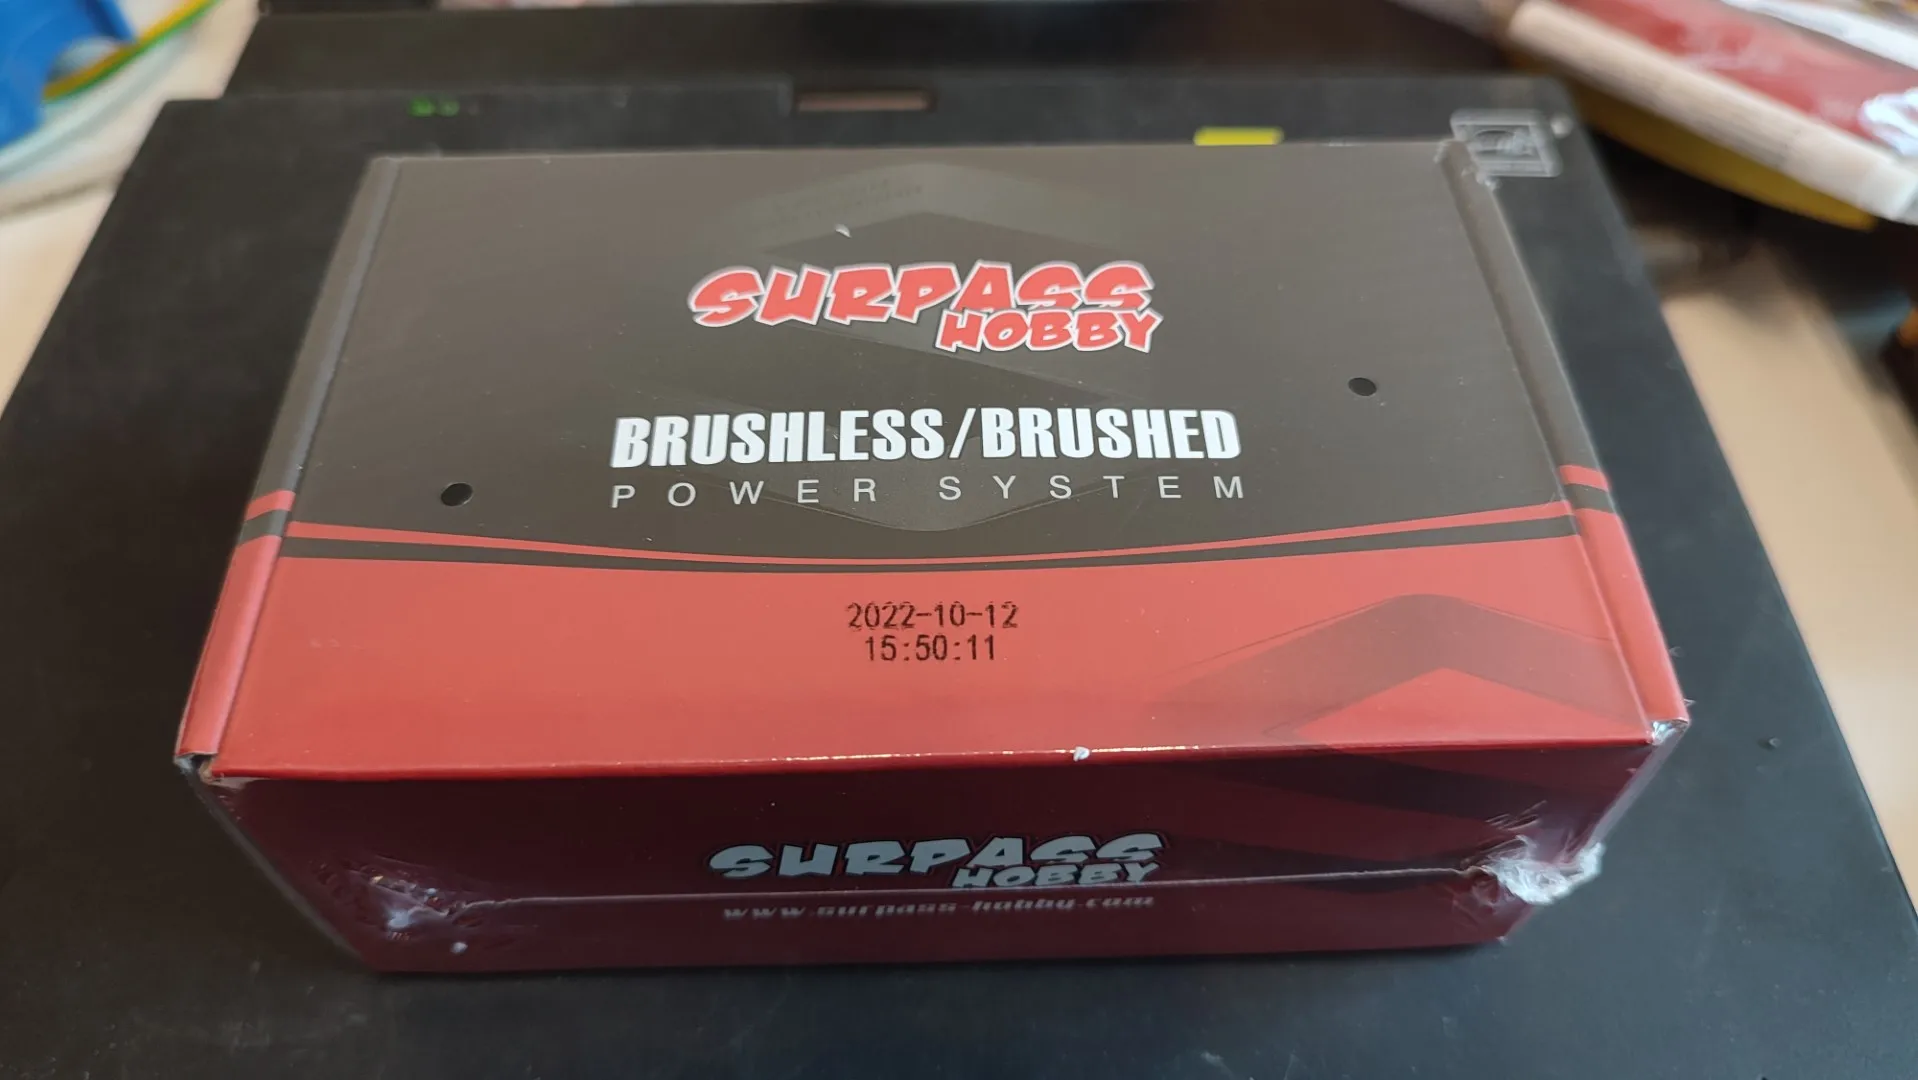 SURPASS
HOBBY
BRUSHLESS/BRUSHED
POWER SYSTEM
2022-10-12
15:50:11
SURPASS
HOBBY
www.surpass-hobby.com